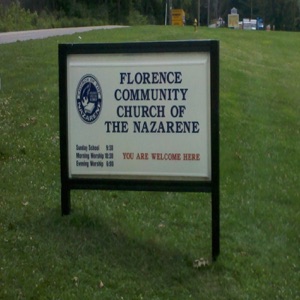 FLORENCE
COMMUNITY
CHURCH OF
THE NAZARENE
Sunday School 9:30
Morning Worship 10:30
Evening Worship 6:00
YOU ARE WELCOME HERE